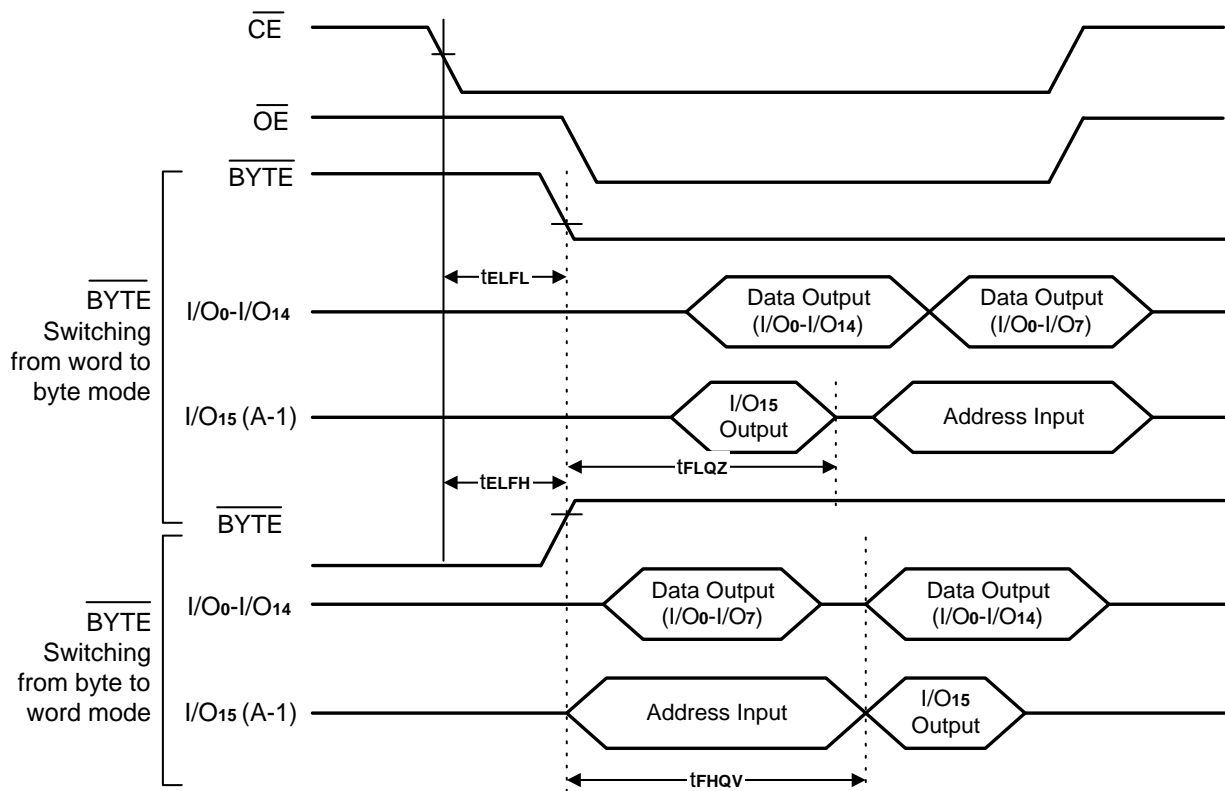 CE
OE
BYTE
tELFL
BYTE
Switching
from word to
byte mode
I/O0-I/O14
Data Output
(I/O0-I/O14)
Data Output
(I/O0-I/O7)
I/O15 (A-1)
I/O15
Output
Address Input
tELFH
tFLQZ
BYTE
BYTE
Switching
from byte to
word mode
I/O0-I/O14
Data Output
(I/O0-I/O7)
Data Output
(I/O0-I/O14)
I/O15 (A-1)
Address Input
I/O15
Output
tFHQV